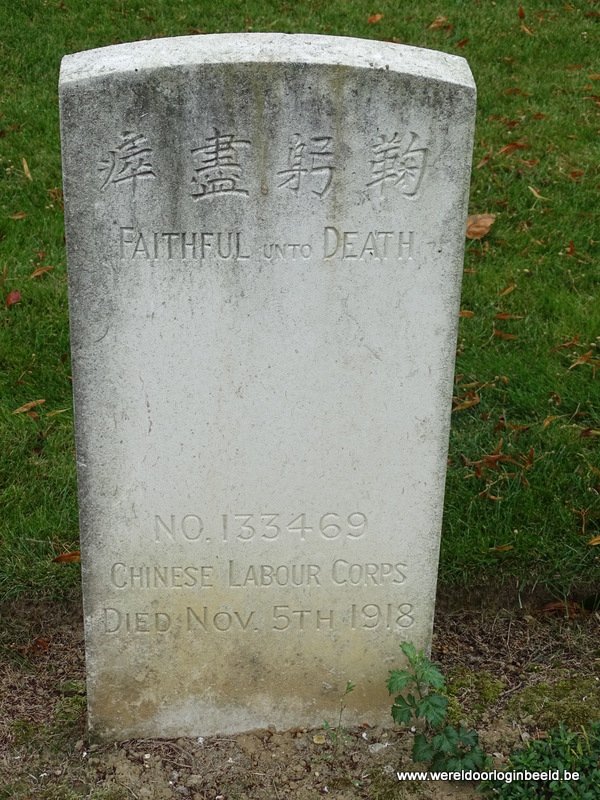 鞠躬盡瘁
FAITHFUL UNTO DEATH
NO. 133469
CHINESE LABOUR CORPS
DIED NOV. 5TH 1918
www.wereldoorloginbeeld.be